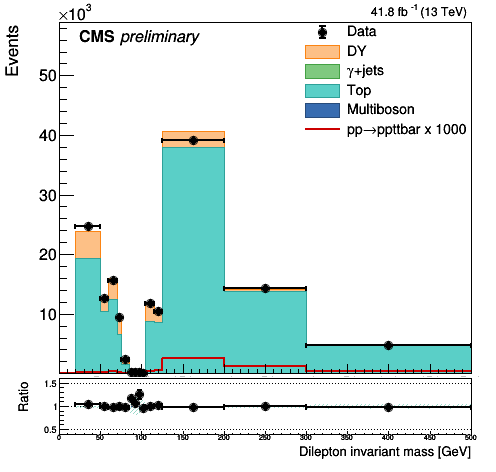 ×10³
41.8 fb⁻¹ (13 TeV)
CMS preliminary
Data
DY
γ+jets
Top
Multiboson
pp→ppttbar x 1000
Events
50
40
30
20
10
Ratio
1.5
1
0.5
0 50 100 150 200 250 300 350 400 450 500
Dilepton invariant mass [GeV]